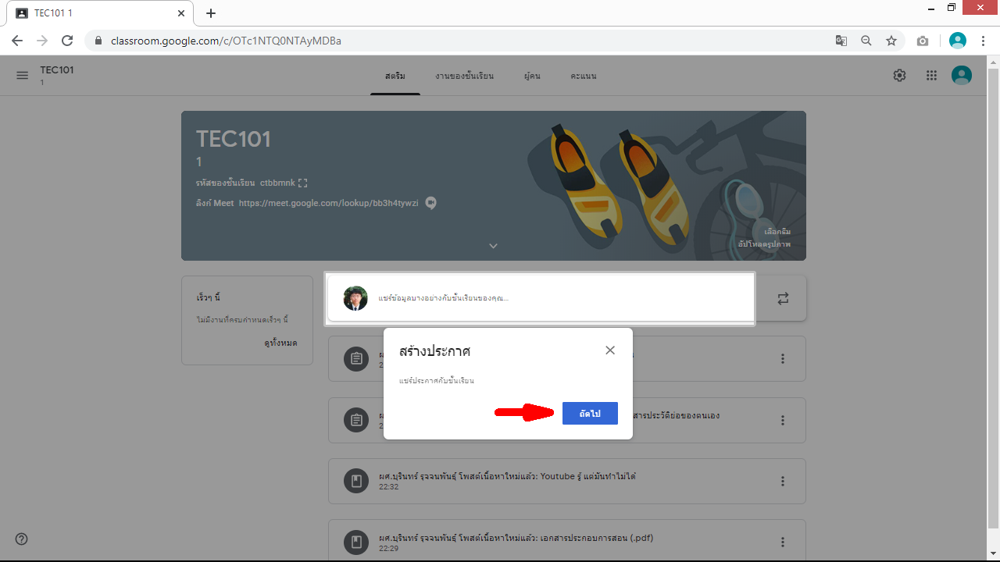 TEC101 1
classroom.google.com/c/OTc1NTQ0NTAyMDBa
TEC101
1
สตรีม งานของชั้นเรียน ผู้คน คะแนน
TEC101
1
รหัสของชั้นเรียน ctbbmnk
ลิงก์ Meet https://meet.google.com/lookup/bb3h4tywzi
เลือกธีม
อัปโหลดรูปภาพ
เร็วๆ นี้
ไม่มีงานที่ครบกำหนดเร็วๆ นี้
ดูทั้งหมด
แชร์ข้อมูลบางอย่างกับชั้นเรียนของคุณ...
สร้างประกาศ
แชร์ประกาศกับชั้นเรียน
ถัดไป
สารประวัติย่อของตนเอง
ผศ.บุรินทร์ รุจจนพันธุ์ โพสต์เนื้อหาใหม่แล้ว: Youtube รู้ แต่มันทำไม่ได้
22:32
ผศ.บุรินทร์ รุจจนพันธุ์ โพสต์เนื้อหาใหม่แล้ว: เอกสารประกอบการสอน (.pdf)
22:29